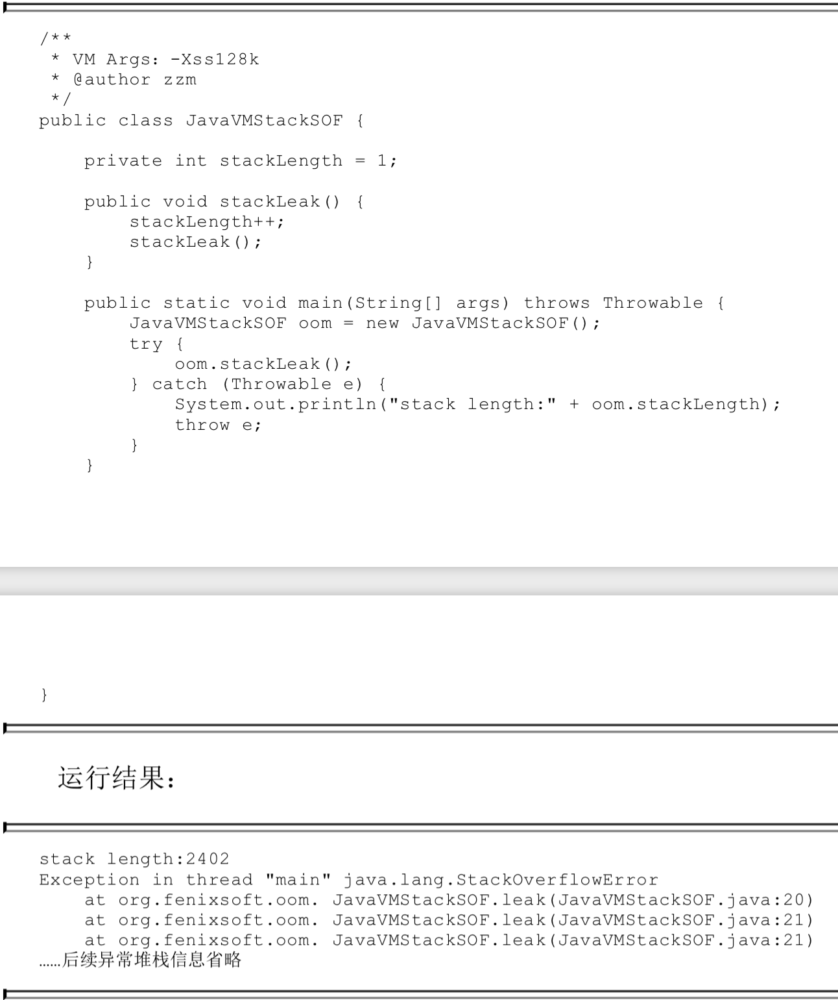 /**
 * VM Args: -Xss128k
 * @author zzm
 */
public class JavaVMStackSOF {
    private int stackLength = 1;
    public void stackLeak() {
        stackLength++;
        stackLeak();
    }
    public static void main(String[] args) throws Throwable {
        JavaVMStackSOF oom = new JavaVMStackSOF();
        try {
            oom.stackLeak();
        } catch (Throwable e) {
            System.out.println("stack length:" + oom.stackLength);
            throw e;
        }
    }
}
运行结果：
stack length:2402
Exception in thread "main" java.lang.StackOverflowError
    at org.fenixsoft.oom. JavaVMStackSOF.leak(JavaVMStackSOF.java:20)
    at org.fenixsoft.oom. JavaVMStackSOF.leak(JavaVMStackSOF.java:21)
    at org.fenixsoft.oom. JavaVMStackSOF.leak(JavaVMStackSOF.java:21)
……后续异常堆栈信息省略